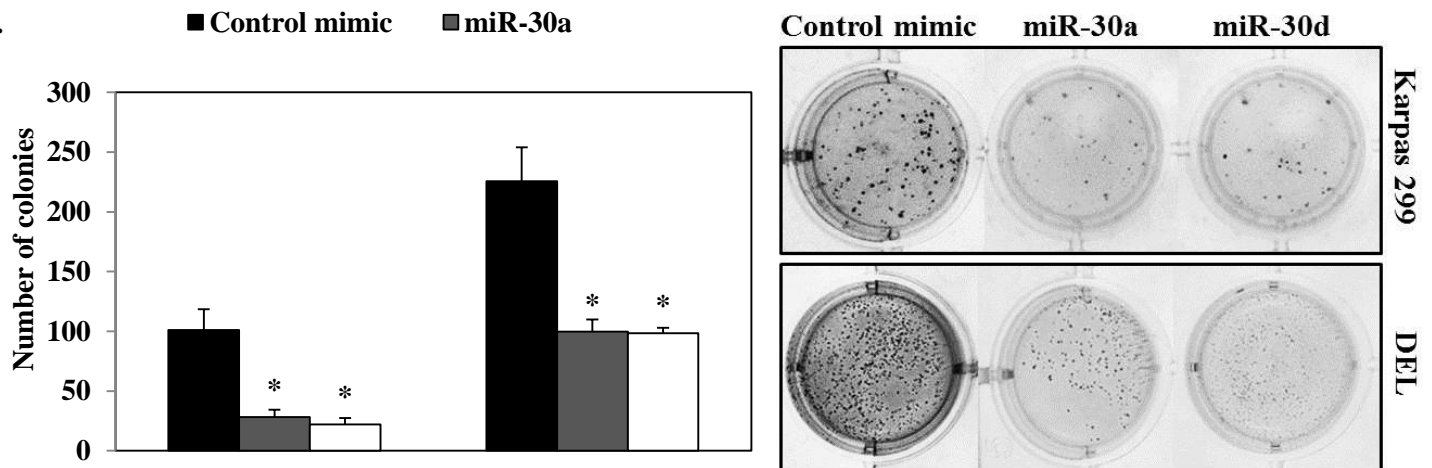 Control mimic miR-30a
300
250
200
150
100
50
0
Number of colonies
* * * *
Control mimic miR-30a miR-30d
Karpas 299
DEL